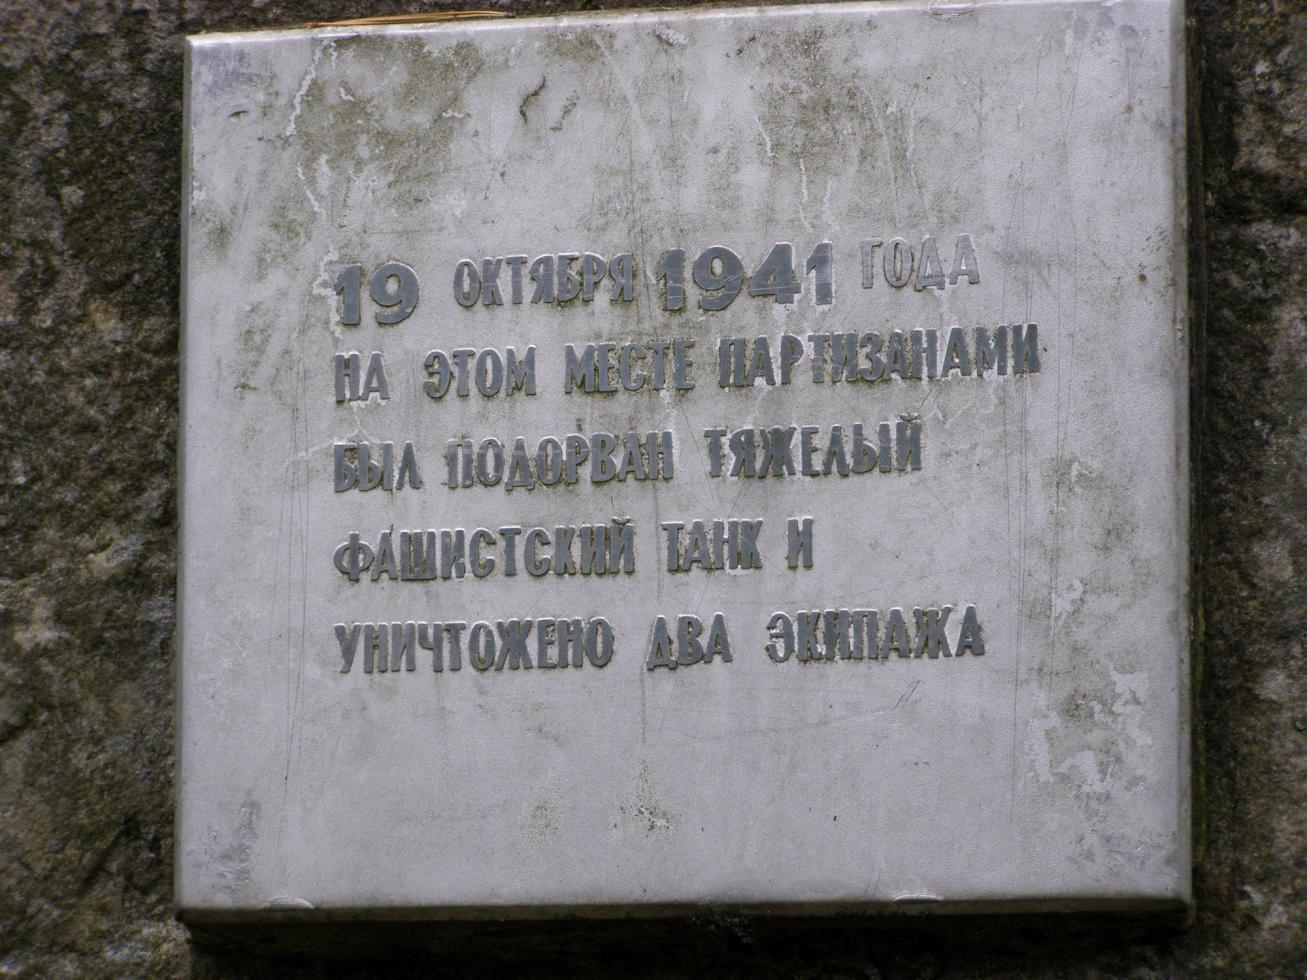 19 ОКТЯБРЯ 1941 ГОДА
НА ЭТОМ МЕСТЕ ПАРТИЗАНАМИ
БЫЛ ПОДОРВАН ТЯЖЕЛЫЙ
ФАШИСТСКИЙ ТАНК И
УНИЧТОЖЕНО ДВА ЭКИПАЖА